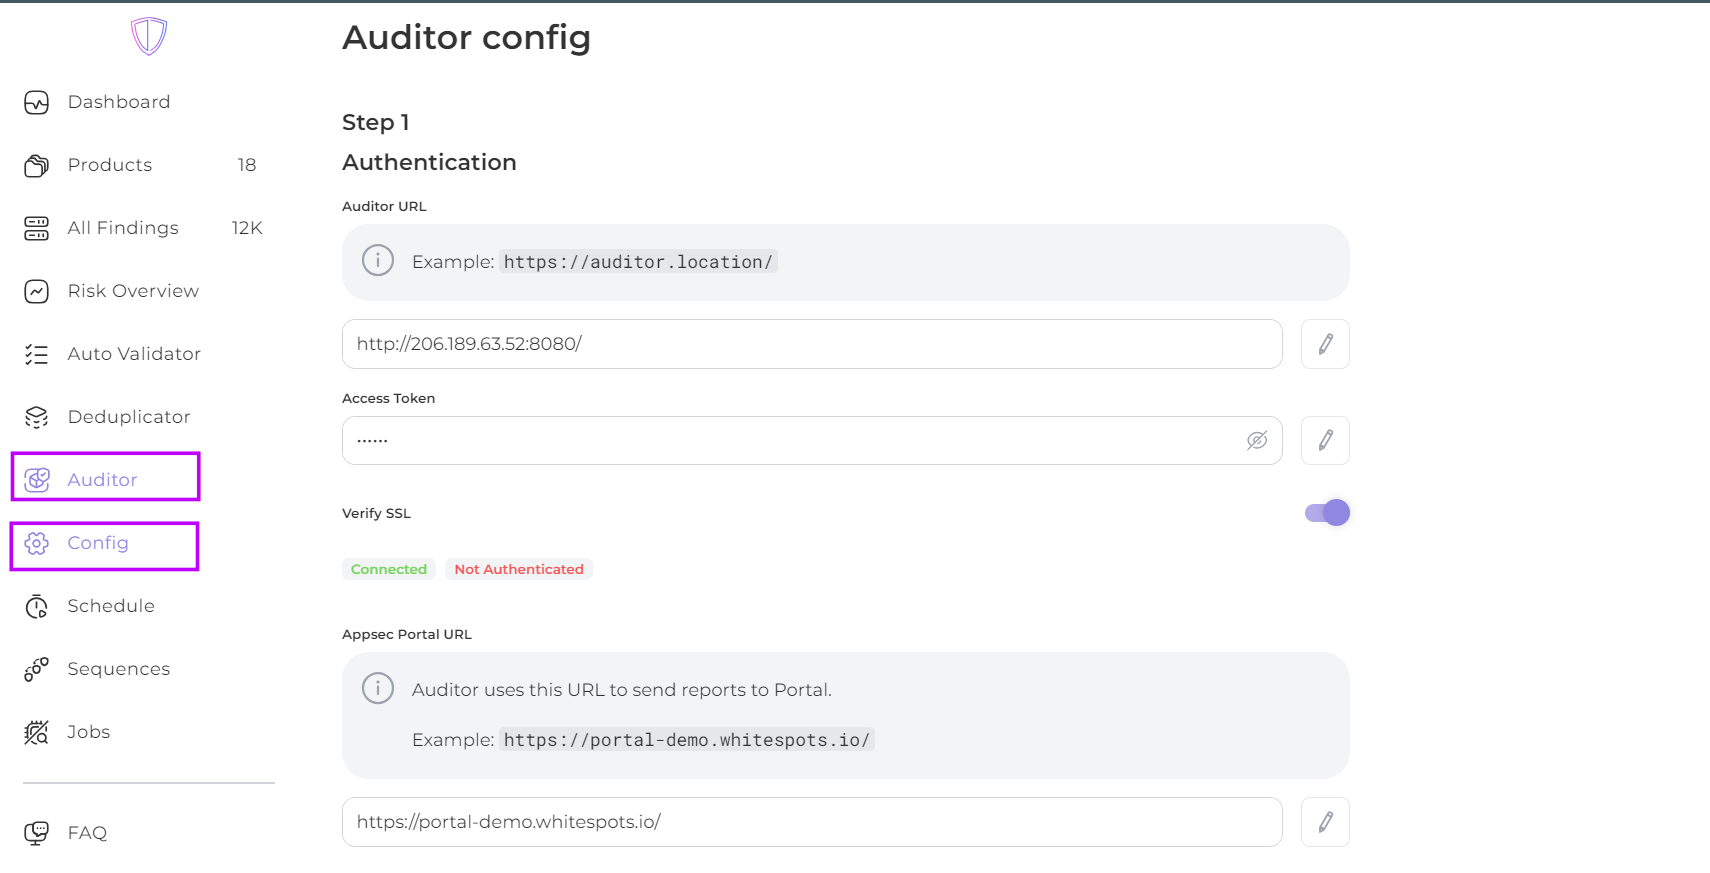 Auditor config
Dashboard
Products 18
All Findings 12K
Risk Overview
Auto Validator
Deduplicator
Auditor
Config
Schedule
Sequences
Jobs
FAQ
Step 1
Authentication
Auditor URL
Example: https://auditor.location/
http://206.189.63.52:8080/
Access Token
······
Verify SSL
Connected Not Authenticated
Appsec Portal URL
Auditor uses this URL to send reports to Portal.
Example: https://portal-demo.whitespots.io/
https://portal-demo.whitespots.io/